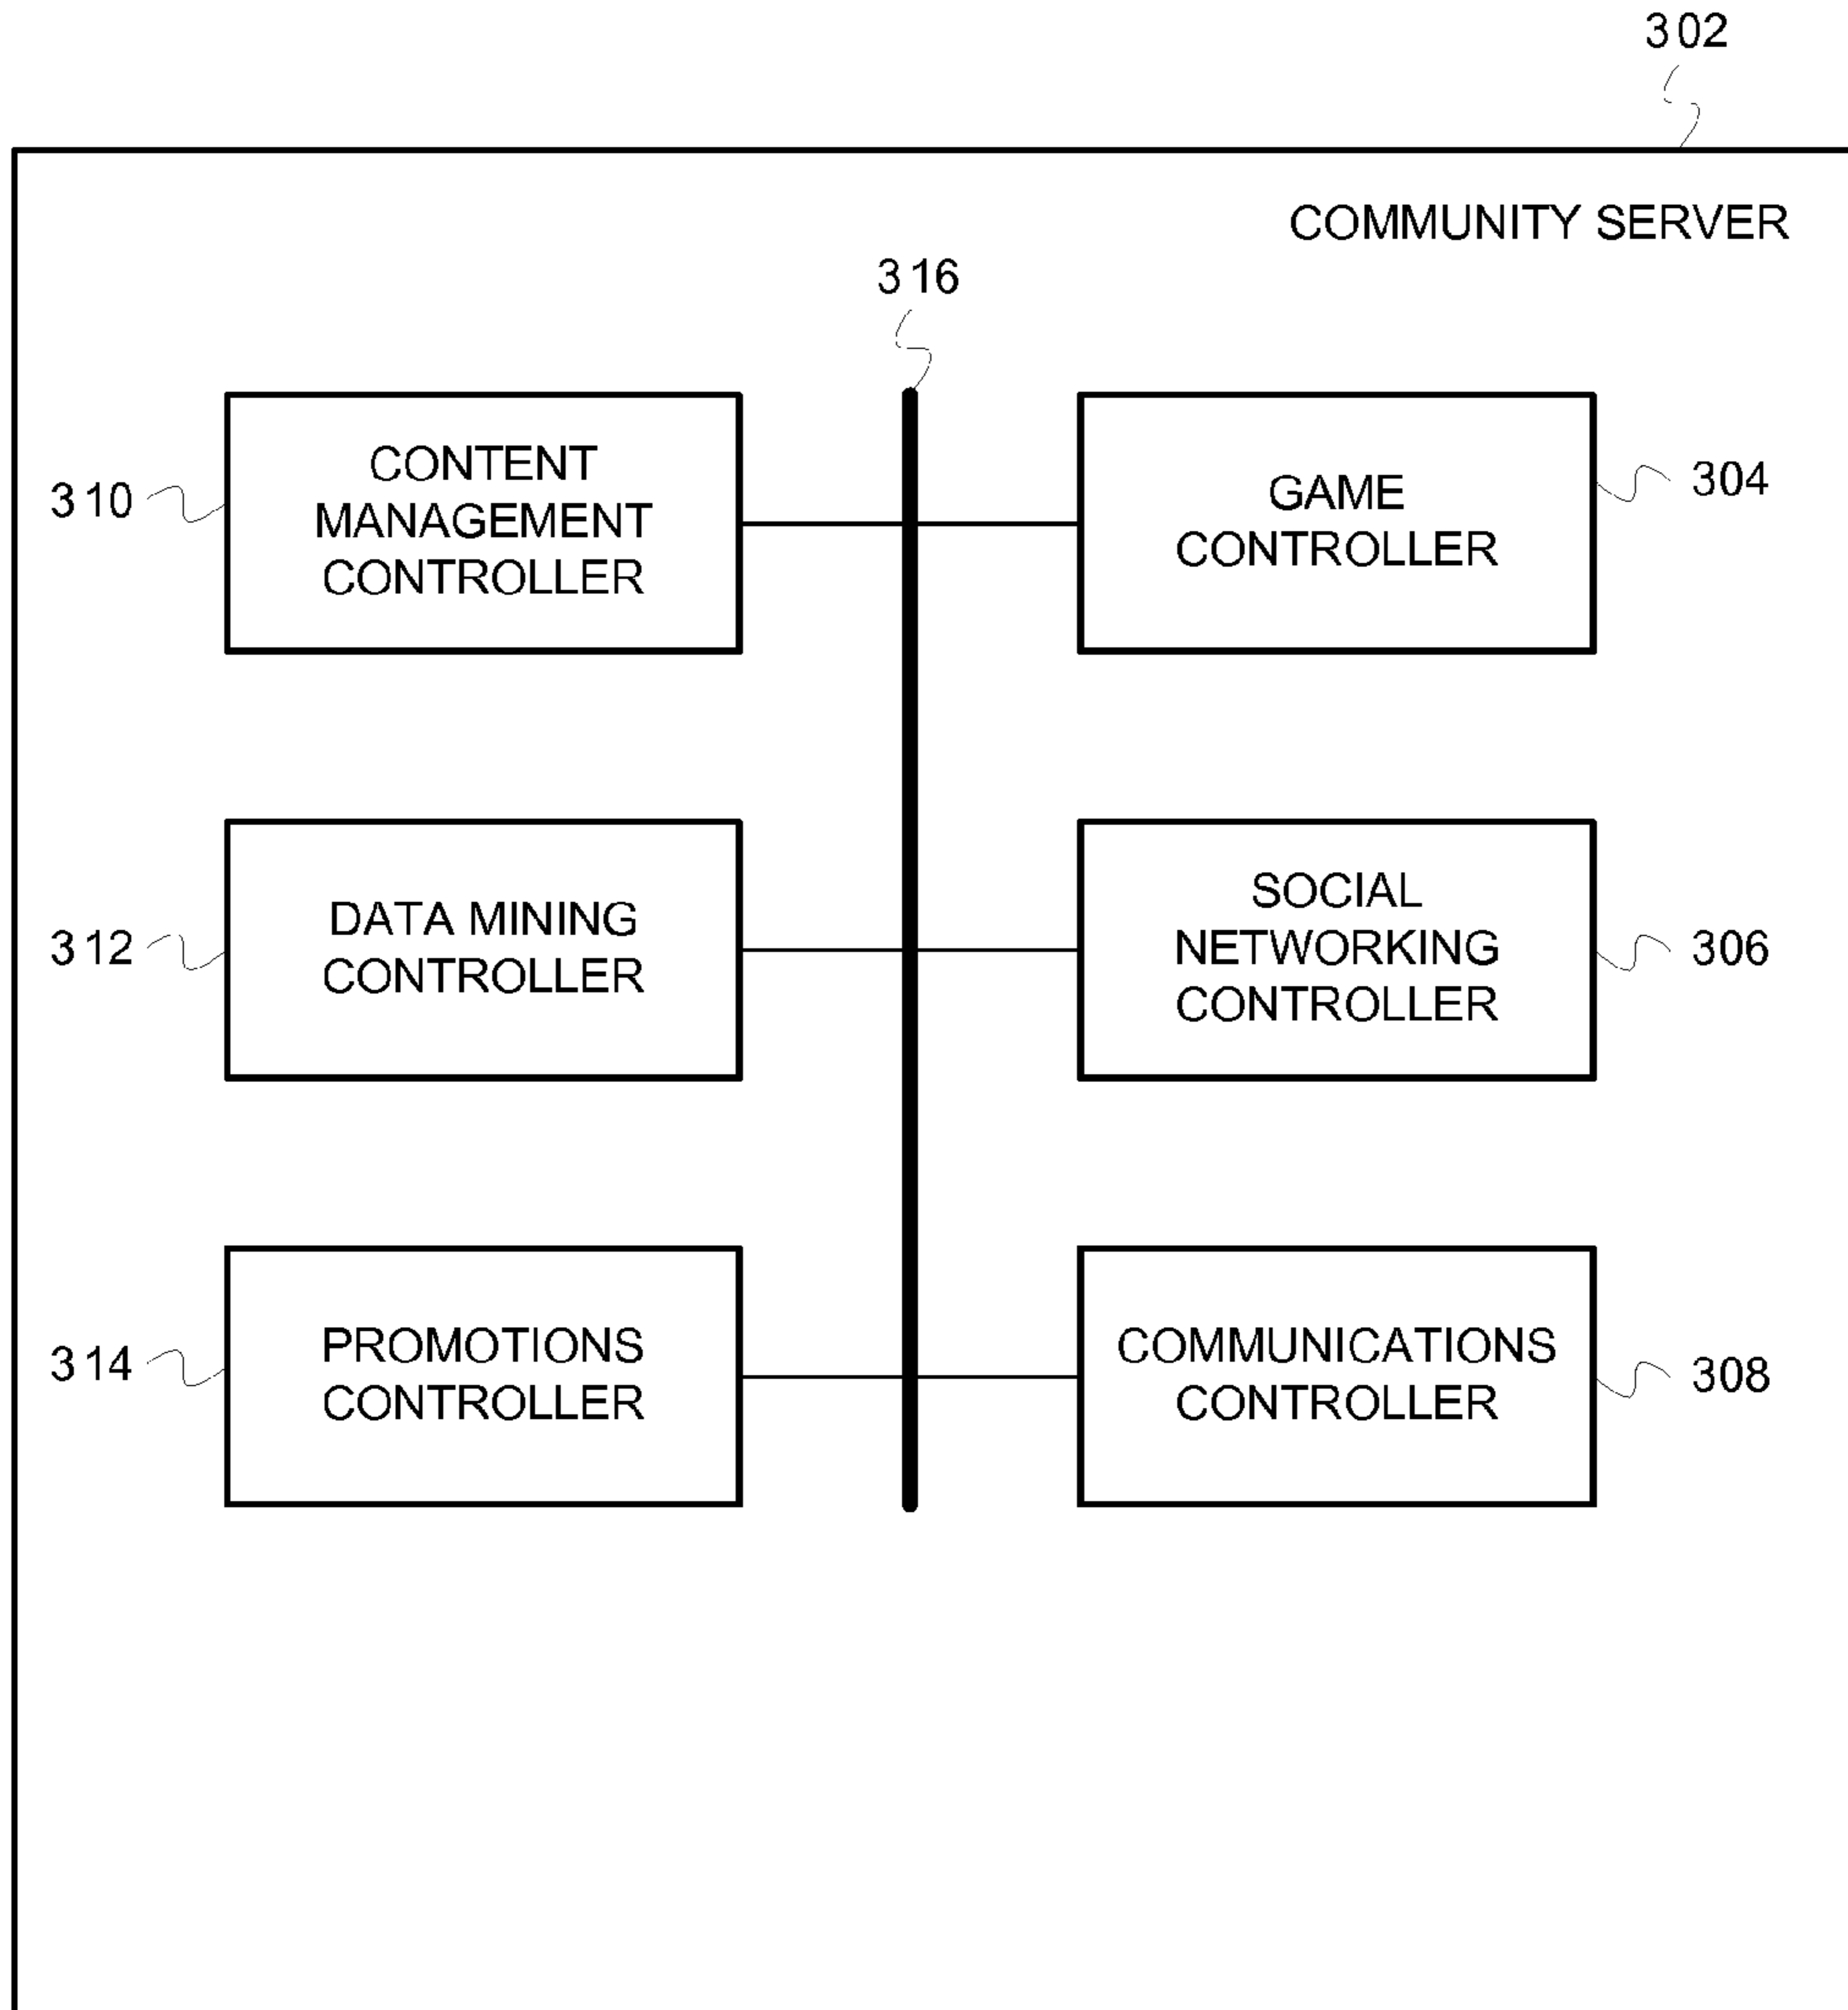 302
COMMUNITY SERVER
316
310
CONTENT
MANAGEMENT
CONTROLLER
GAME
CONTROLLER
304
312
DATA MINING
CONTROLLER
SOCIAL
NETWORKING
CONTROLLER
306
314
PROMOTIONS
CONTROLLER
COMMUNICATIONS
CONTROLLER
308